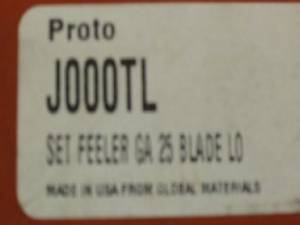 Proto
J000TL
SET FEELER GA 25 BLADE LO
MADE IN USA FROM GLOBAL MATERIALS